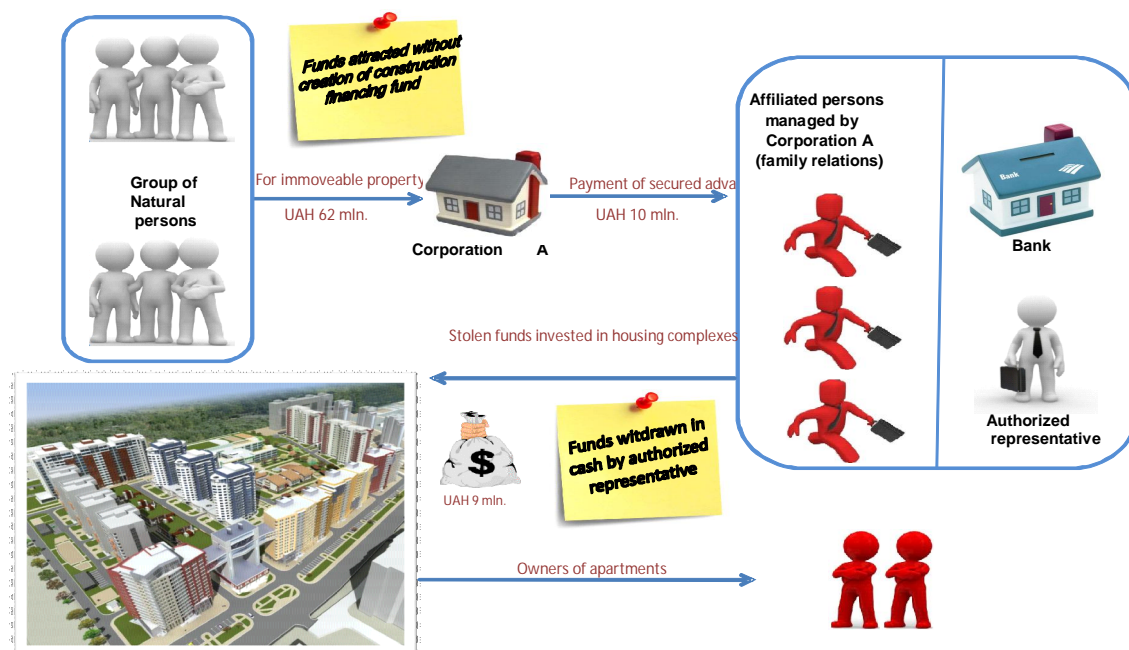 Funds attracted without
creation of construction
financing fund
Group of
Natural
persons
For immoveable property
UAH 62 mln.
Corporation A
Payment of secured adva
UAH 10 mln.
Affiliated persons
managed by
Corporation A
(family relations)
Bank
Bank
Authorized
representative
Stolen funds invested in housing complexes
$
UAH 9 mln.
Funds witdrawn in
cash by authorized
representative
Owners of apartments